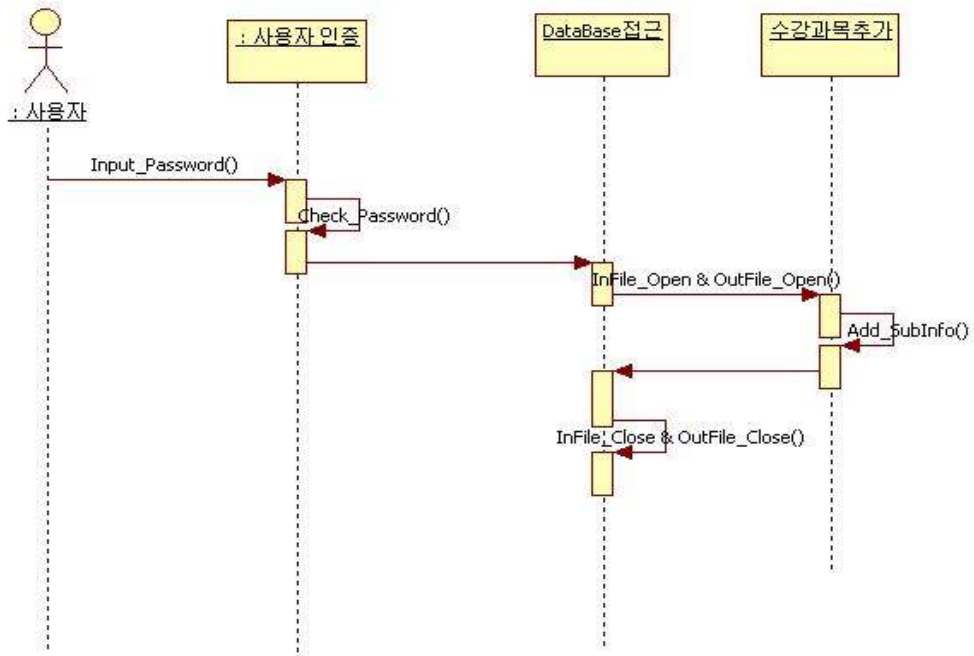 : 사용자 인증
DataBase접근
수강과목추가
: 사용자
Input_Password()
Check_Password()
InFile_Open & OutFile_Open()
Add_SubInfo()
InFile_Close & OutFile_Close()